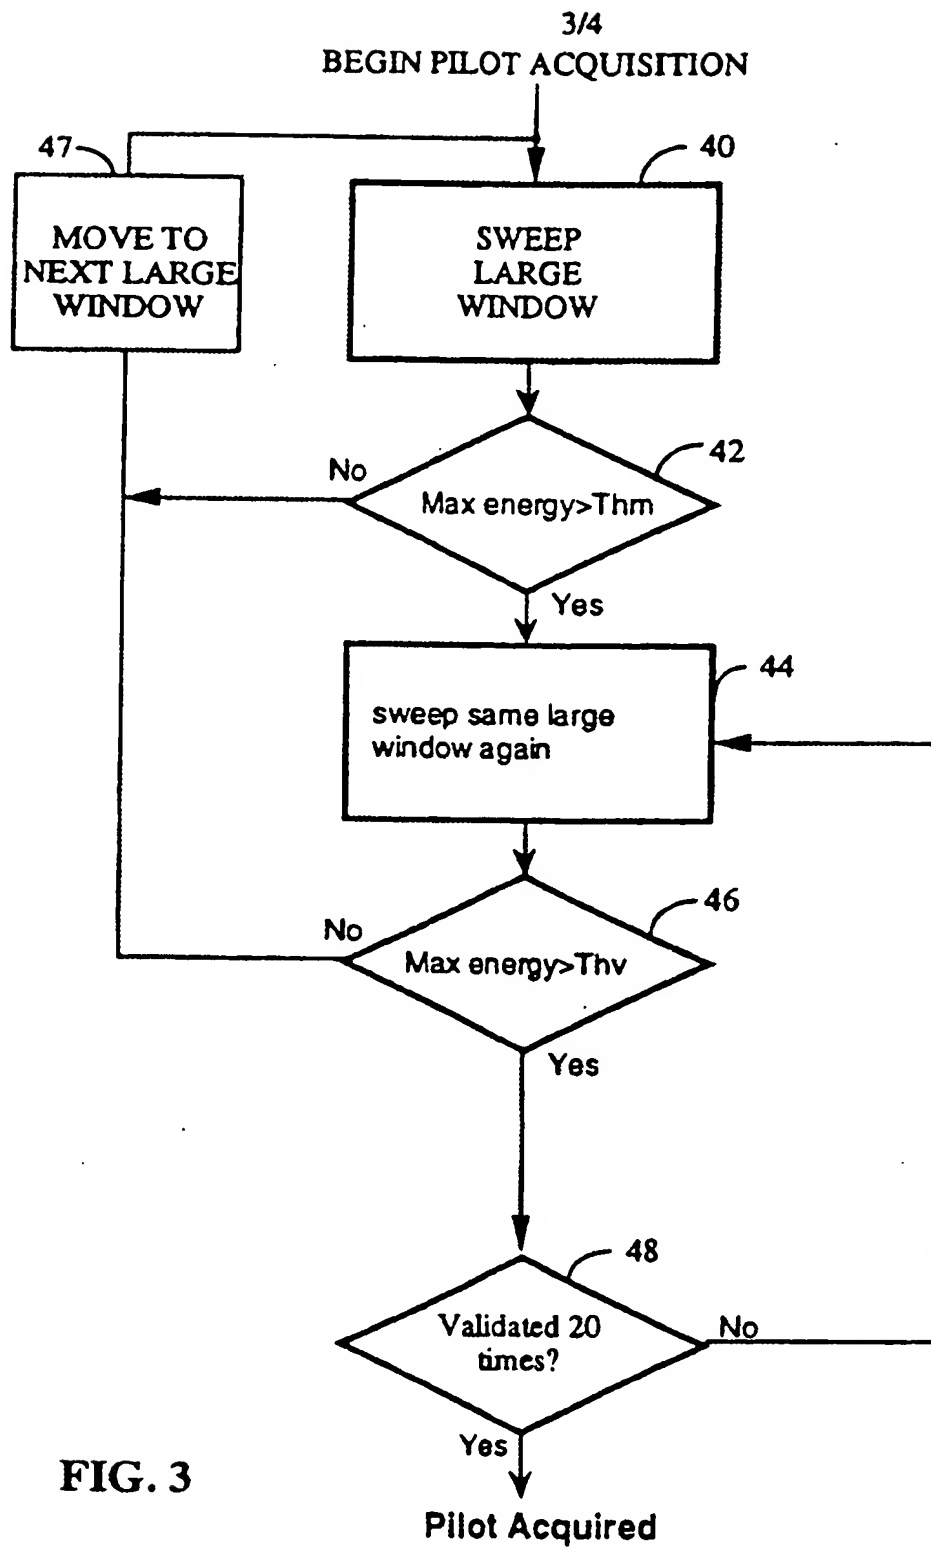 3/4
BEGIN PILOT ACQUISITION
47
40
MOVE TO
NEXT LARGE
WINDOW
SWEEP
LARGE
WINDOW
42
No
Max energy>Thm
Yes
44
sweep same large
window again
46
No
Max energy>Thv
Yes
48
Validated 20
times?
No
Yes
FIG. 3
Pilot Acquired